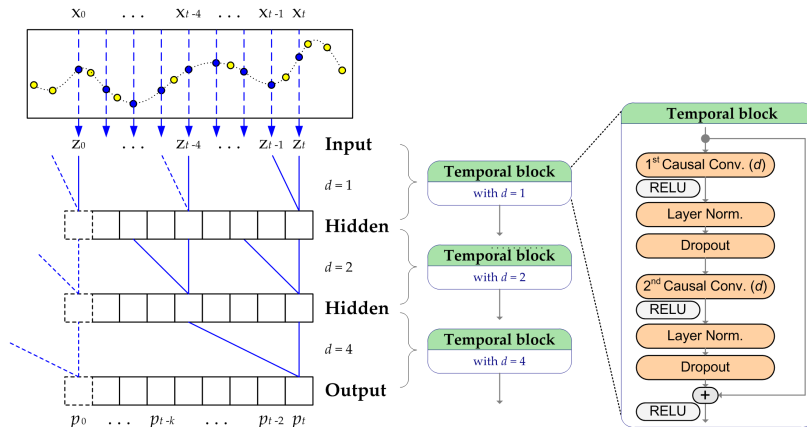 x0 . . . xt-4 . . . xt-1 xt
z0 . . . zt-4 . . . zt-1 zt
Input
d = 1
Hidden
d = 2
Hidden
d = 4
Output
p0 . . . pt-k . . . pt-2 pt
Temporal block
with d = 1
Temporal block
with d = 2
Temporal block
with d = 4
Temporal block
1st Causal Conv. (d)
RELU
Layer Norm.
Dropout
2nd Causal Conv. (d)
RELU
Layer Norm.
Dropout
+
RELU